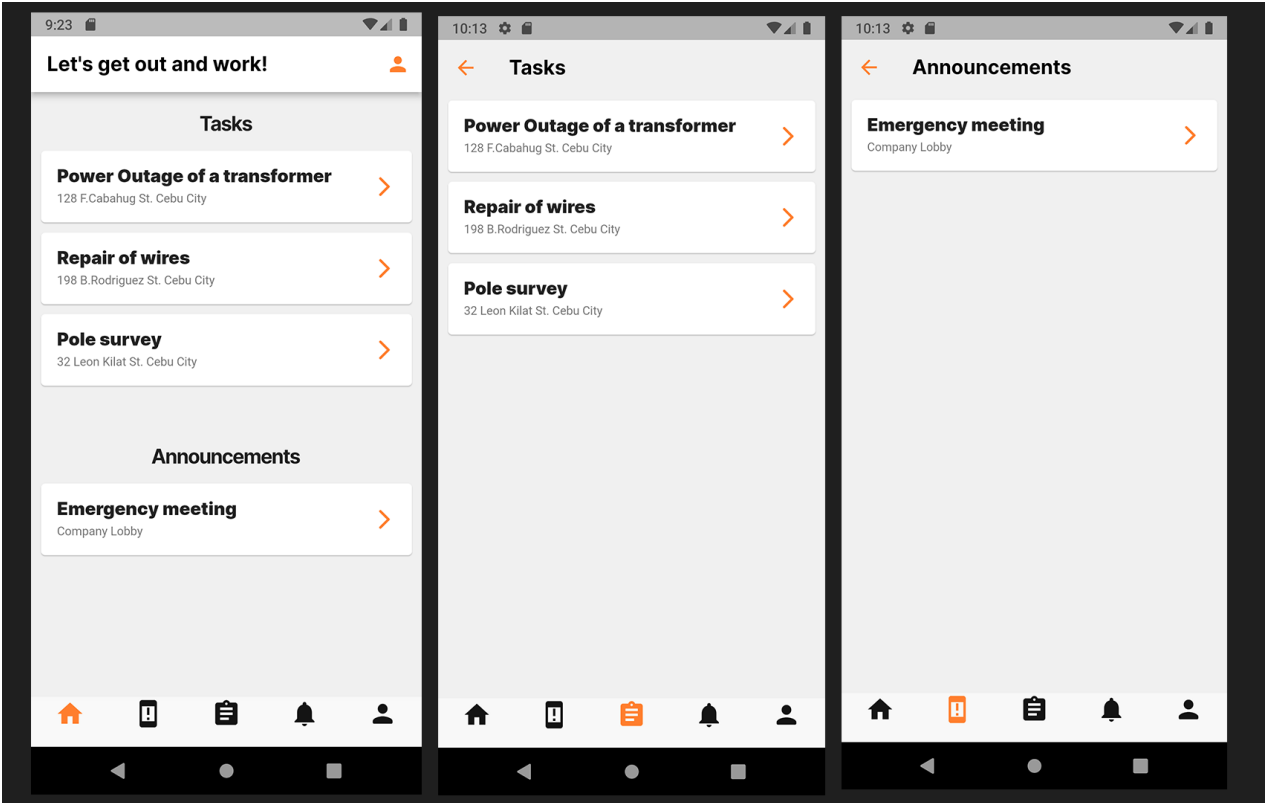 9:23
Let's get out and work!
Tasks
Power Outage of a transformer
128 F.Cabahug St. Cebu City
Repair of wires
198 B.Rodriguez St. Cebu City
Pole survey
32 Leon Kilat St. Cebu City
Announcements
Emergency meeting
Company Lobby
10:13
Tasks
Power Outage of a transformer
128 F.Cabahug St. Cebu City
Repair of wires
198 B.Rodriguez St. Cebu City
Pole survey
32 Leon Kilat St. Cebu City
10:13
Announcements
Emergency meeting
Company Lobby